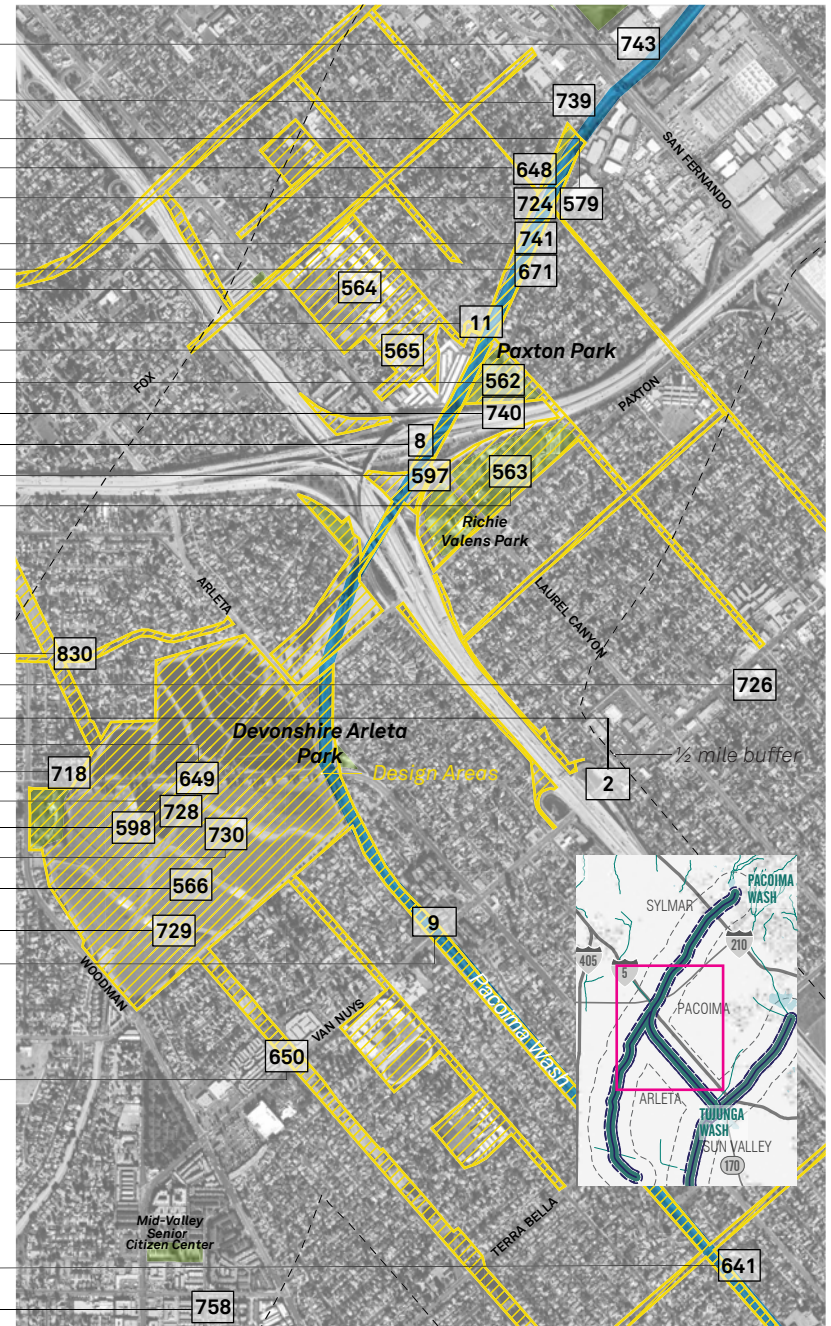 743
739
SAN FERNANDO
648
724
579
741
671
564
11
565
Paxton Park
562
FOX
PAXTON
740
8
597
563
Richie
Valens Park
ARLETA
LAUREL CANYON
830
726
Devonshire Arleta
Park
½ mile buffer
718
649
Design Areas
2
728
598
730
566
729
9
WOODMAN
Pacoima Wash
VAN NUYS
650
PACOIMA
WASH
SYLMAR
210
405
5
PACOIMA
ARLETA
TUJUNGA
WASH
SUN VALLEY
170
TERRA BELLA
Mid-Valley
Senior
Citizen Center
641
758